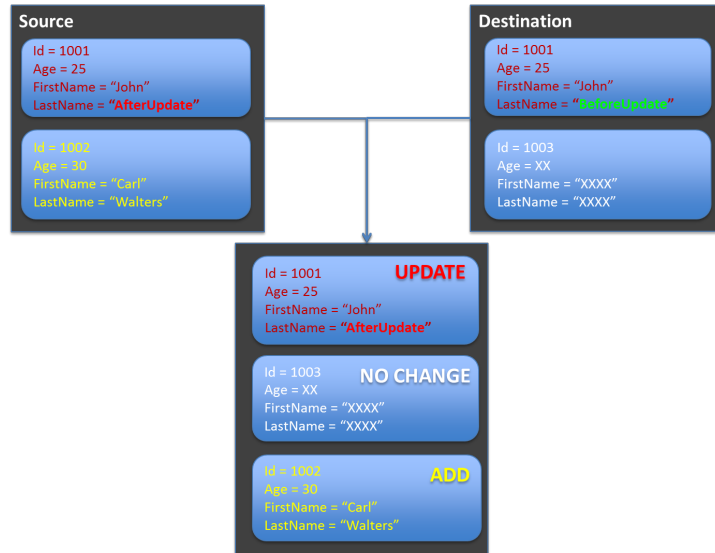 Source
Id = 1001
Age = 25
FirstName = “John”
LastName = “AfterUpdate”
Id = 1002
Age = 30
FirstName = “Carl”
LastName = “Walters”
Destination
Id = 1001
Age = 25
FirstName = “John”
LastName = “BeforeUpdate”
Id = 1003
Age = XX
FirstName = “XXXX”
LastName = “XXXX”
Id = 1001 UPDATE
Age = 25
FirstName = “John”
LastName = “AfterUpdate”
Id = 1003 NO CHANGE
Age = XX
FirstName = “XXXX”
LastName = “XXXX”
Id = 1002 ADD
Age = 30
FirstName = “Carl”
LastName = “Walters”